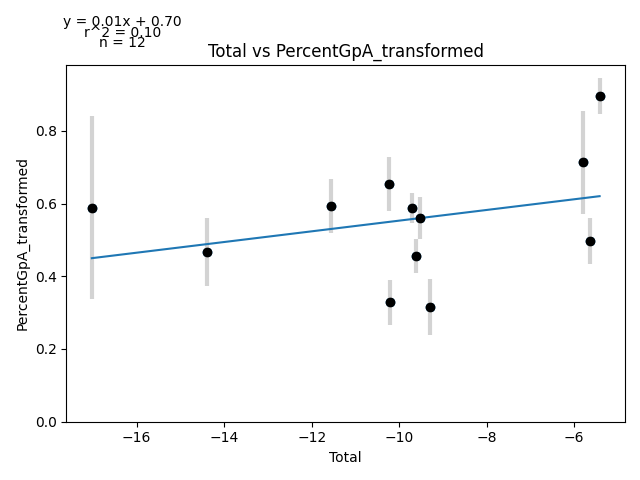 y = 0.01x + 0.70
r^2 = 0.10
n = 12
Total vs PercentGpA_transformed
PercentGpA_transformed
0.8
0.6
0.4
0.2
0.0
−16
−14
−12
−10
−8
−6
Total